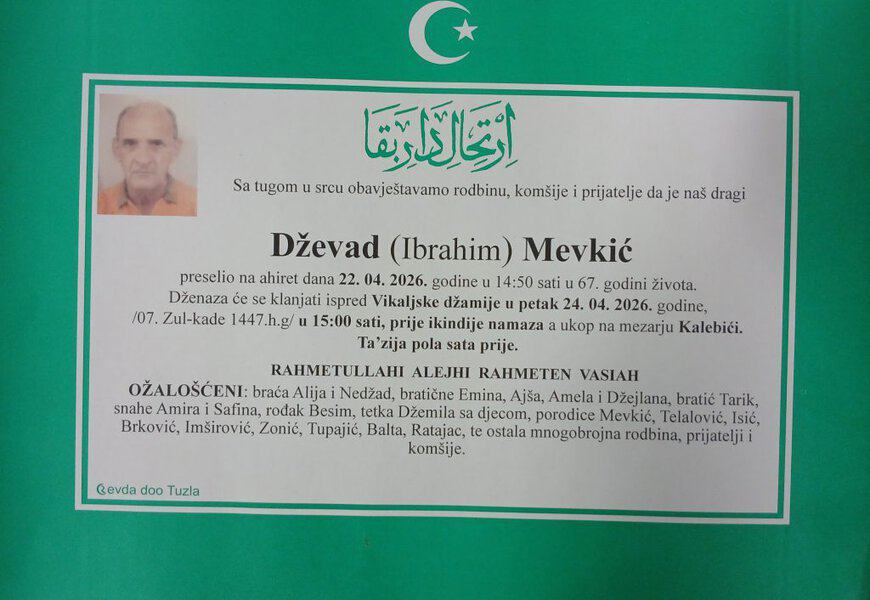 اِرْتِحَالِ دَارِ بَقَا
Sa tugom u srcu obavještavamo rodbinu, komšije i prijatelje da je naš dragi
Dževad (Ibrahim) Mevkić
preselio na ahiret dana 22. 04. 2026. godine u 14:50 sati u 67. godini života.
Dženaza će se klanjati ispred Vikaljske džamije u petak 24. 04. 2026. godine,
/07. Zul-kade 1447.h.g/ u 15:00 sati, prije ikindije namaza a ukop na mezarju Kalebići.
Ta’zija pola sata prije.
RAHMETULLAHI ALEJHI RAHMETEN VASIAH
OŽALOŠĆENI: braća Alija i Nedžad, bratične Emina, Ajša, Amela i Džejlana, bratić Tarik,
snahe Amira i Safina, rođak Besim, tetka Džemila sa djecom, porodice Mevkić, Telalović, Isić,
Brković, Imširović, Zonić, Tupajić, Balta, Ratajac, te ostala mnogobrojna rodbina, prijatelji i
komšije.
Revda doo Tuzla